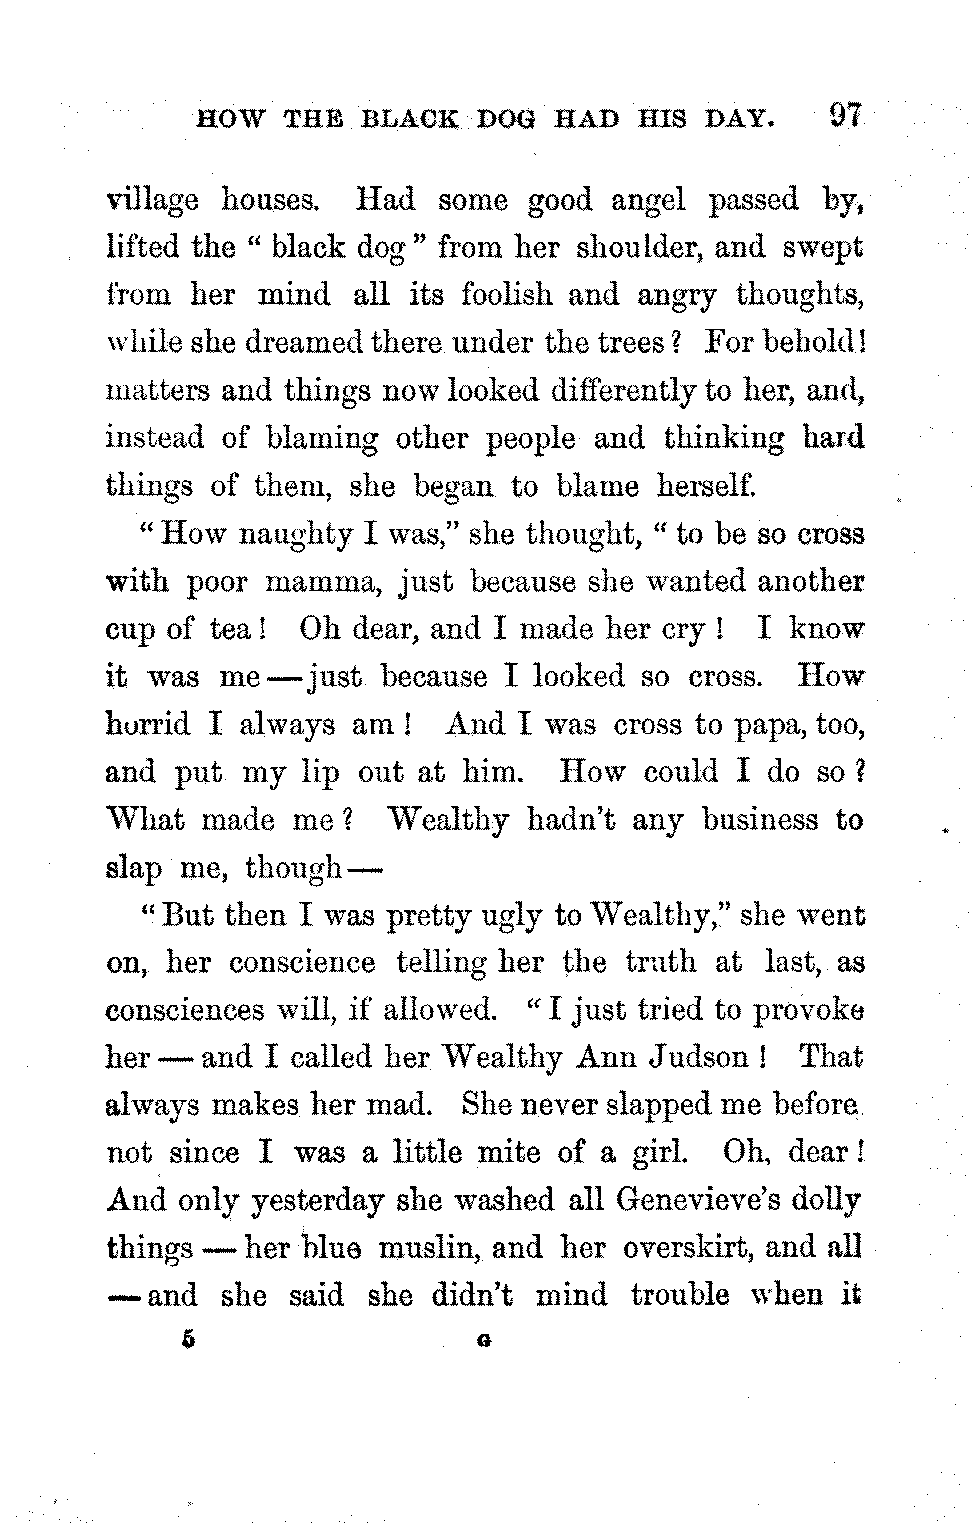 HOW THE BLACK DOG HAD HIS DAY. 97
village houses. Had some good angel passed by,
lifted the " black dog " from her shoulder, and swept
from her mind all its foolish and angry thoughts,
while she dreamed there under the trees ? For behold !
matters and things now looked differently to her, and,
instead of blaming other people and thinking hard
things of them, she began to blame herself.
" How naughty I was," she thought, " to be so cross
with poor mamma, just because she wanted another
cup of tea ! Oh dear, and I made her cry ! I know
it was me — just because I looked so cross. How
horrid I always am ! And I was cross to papa, too,
and put my lip out at him. How could I do so ?
What made me ? Wealthy hadn't any business to
slap me, though —
" But then I was pretty ugly to Wealthy," she went
on, her conscience telling her the truth at last, as
consciences will, if allowed. " I just tried to provoke
her — and I called her Wealthy Ann Judson ! That
always makes her mad. She never slapped me before
not since I was a little mite of a girl. Oh, dear !
And only yesterday she washed all Genevieve's dolly
things — her blue muslin, and her overskirt, and all
— and she said she didn't mind trouble when it
5 G